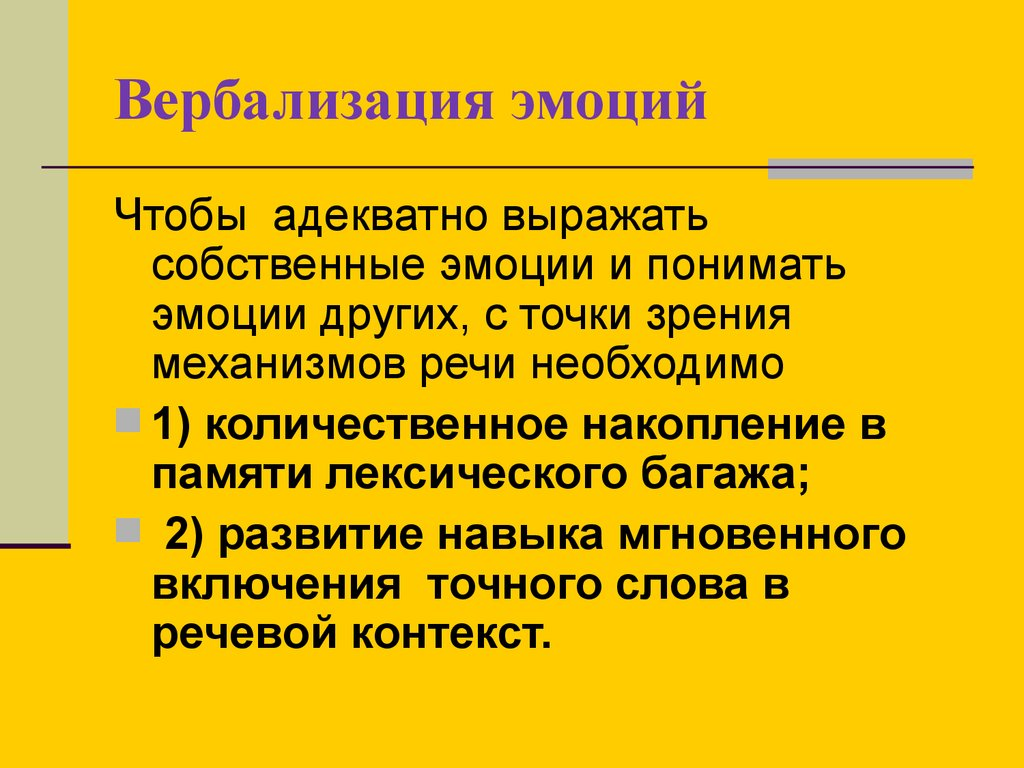 Вербализация эмоций
Чтобы адекватно выражать
собственные эмоции и понимать
эмоции других, с точки зрения
механизмов речи необходимо
1) количественное накопление в
памяти лексического багажа;
2) развитие навыка мгновенного
включения точного слова в
речевой контекст.